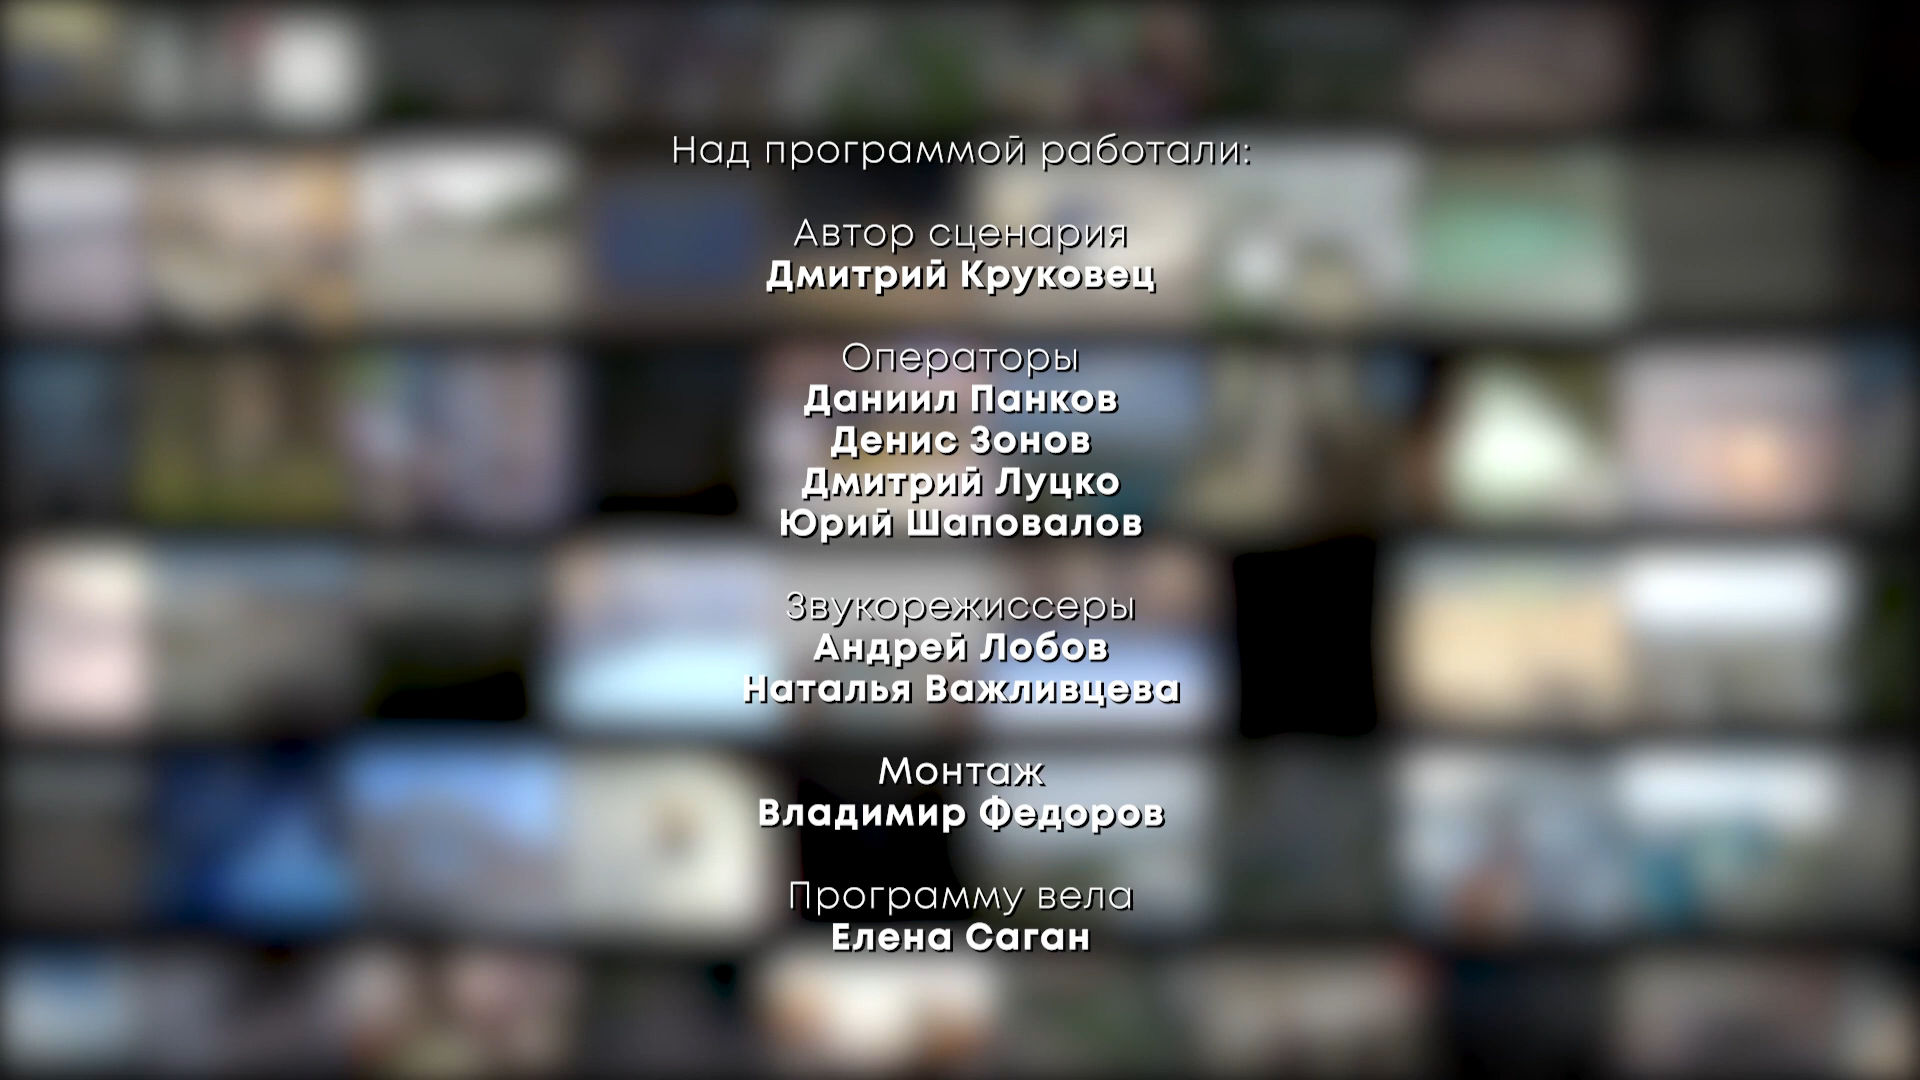 Над программой работали:
Автор сценария
Дмитрий Круковец
Операторы
Даниил Панков
Денис Зонов
Дмитрий Луцко
Юрий Шаповалов
Звукорежиссеры
Андрей Лобов
Наталья Важливцева
Монтаж
Владимир Федоров
Программу вела
Елена Саган